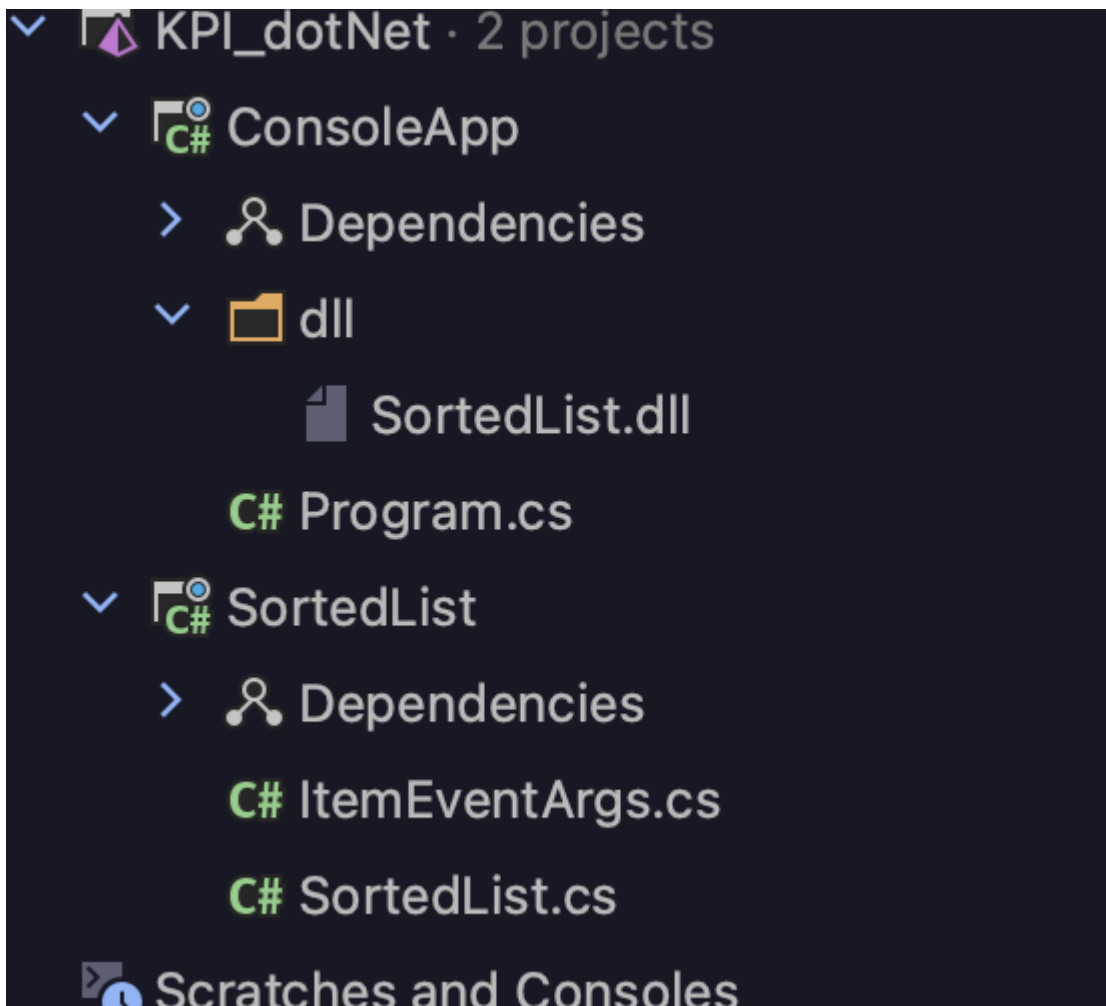 KPI_dotNet · 2 projects
C# ConsoleApp
Dependencies
dll
SortedList.dll
C# Program.cs
C# SortedList
Dependencies
C# ItemEventArgs.cs
C# SortedList.cs
Scratches and Consoles